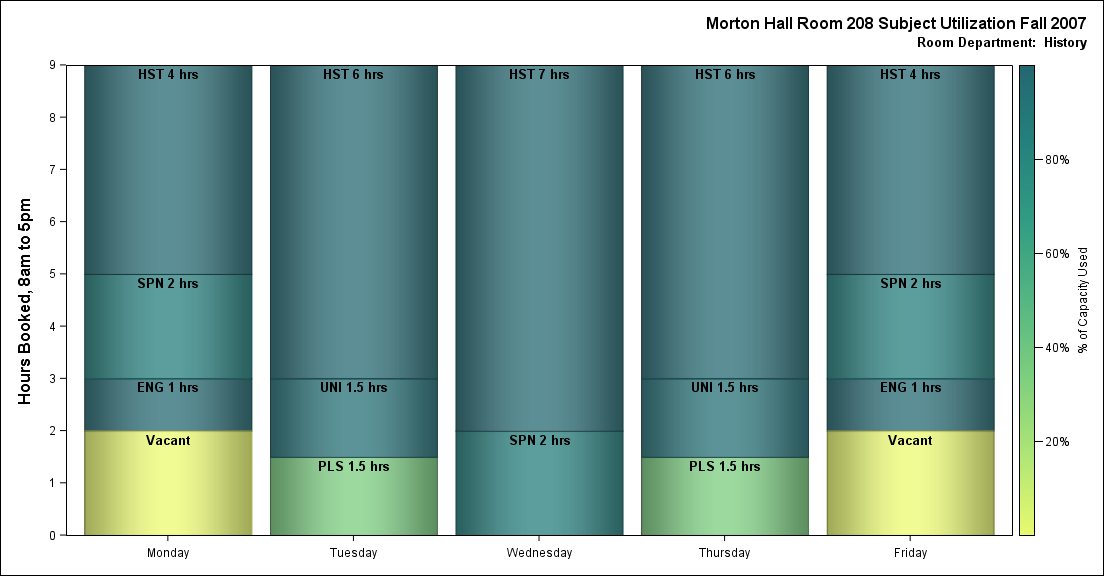 Morton Hall Room 208 Subject Utilization Fall 2007
Room Department:  History
Hours Booked, 8am to 5pm
9
8
7
6
5
4
3
2
1
0
HST 4 hrs
SPN 2 hrs
ENG 1 hrs
Vacant
HST 6 hrs
UNI 1.5 hrs
PLS 1.5 hrs
HST 7 hrs
SPN 2 hrs
HST 6 hrs
UNI 1.5 hrs
PLS 1.5 hrs
HST 4 hrs
SPN 2 hrs
ENG 1 hrs
Vacant
Monday
Tuesday
Wednesday
Thursday
Friday
80%
60%
40%
20%
% of Capacity Used